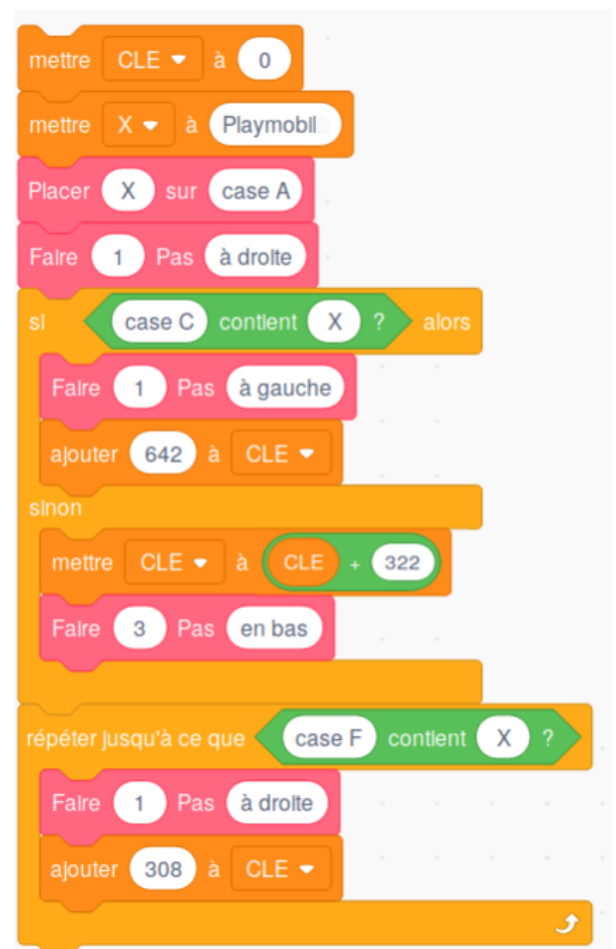 mettre CLE à 0
mettre X à Playmobil
Placer X sur case A
Faire 1 Pas à droite
si case C contient X ? alors
Faire 1 Pas à gauche
ajouter 642 à CLE
sinon
mettre CLE à CLE + 322
Faire 3 Pas en bas
répéter jusqu'à ce que case F contient X ?
Faire 1 Pas à droite
ajouter 308 à CLE